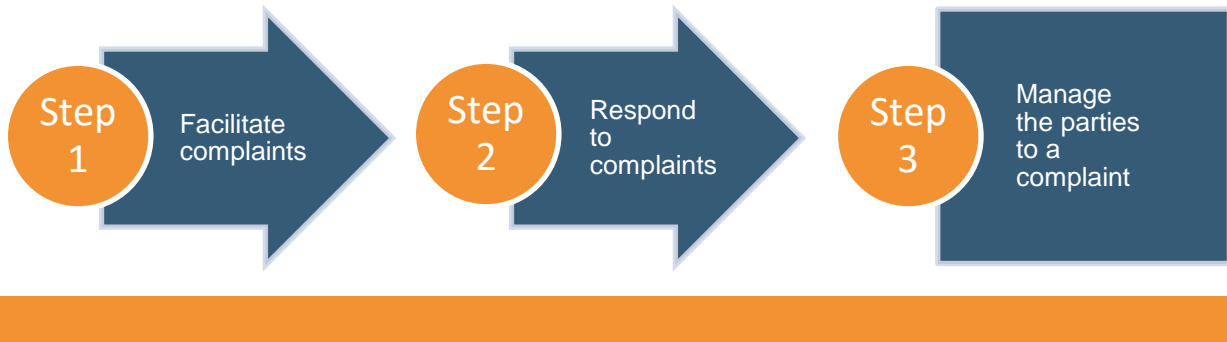 Step
1
Facilitate
complaints
Step
2
Respond
to
complaints
Step
3
Manage
the parties
to a
complaint